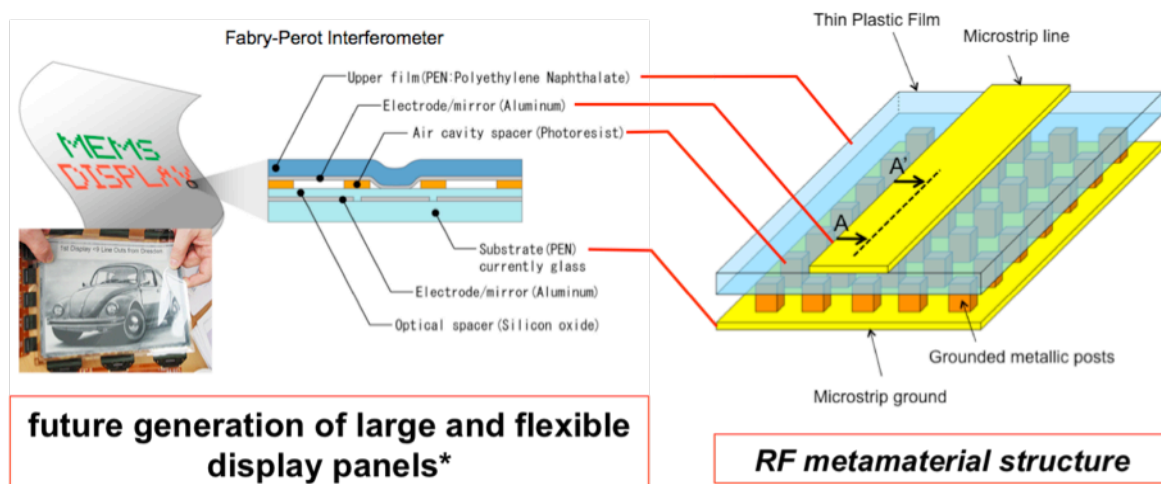 Fabry-Perot Interferometer
MEMS
DISPLAY
Upper film(PEN:Polyethylene Naphthalate)
Electrode/mirror(Aluminum)
Air cavity spacer(Photoresist)
Substrate(PEN)
currently glass
Electrode/mirror(Aluminum)
Optical spacer(Silicon oxide)
future generation of large and flexible
display panels*
Thin Plastic Film
Microstrip line
A'
A
Grounded metallic posts
Microstrip ground
RF metamaterial structure